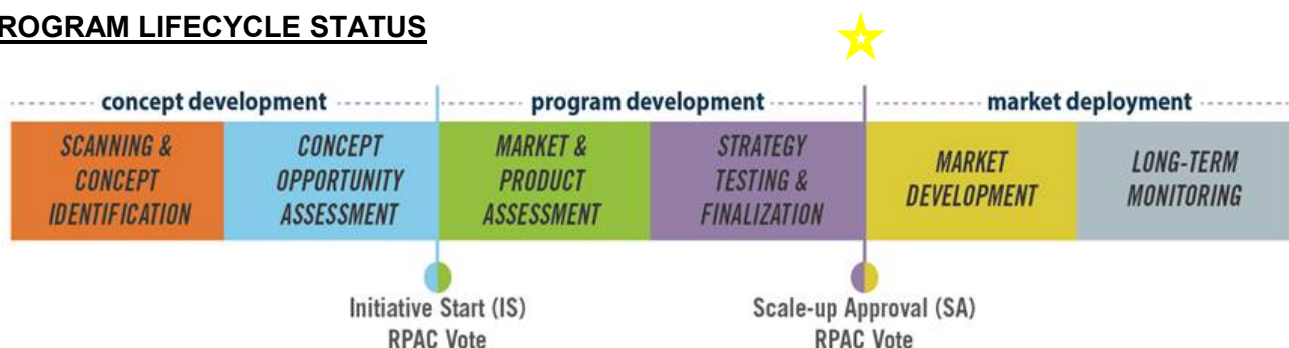 ROGRAM LIFECYCLE STATUS
concept development
program development
market deployment
SCANNING &
CONCEPT
IDENTIFICATION
CONCEPT
OPPORTUNITY
ASSESSMENT
MARKET &
PRODUCT
ASSESSMENT
STRATEGY
TESTING &
FINALIZATION
MARKET
DEVELOPMENT
LONG-TERM
MONITORING
Initiative Start (IS)
RPAC Vote
Scale-up Approval (SA)
RPAC Vote